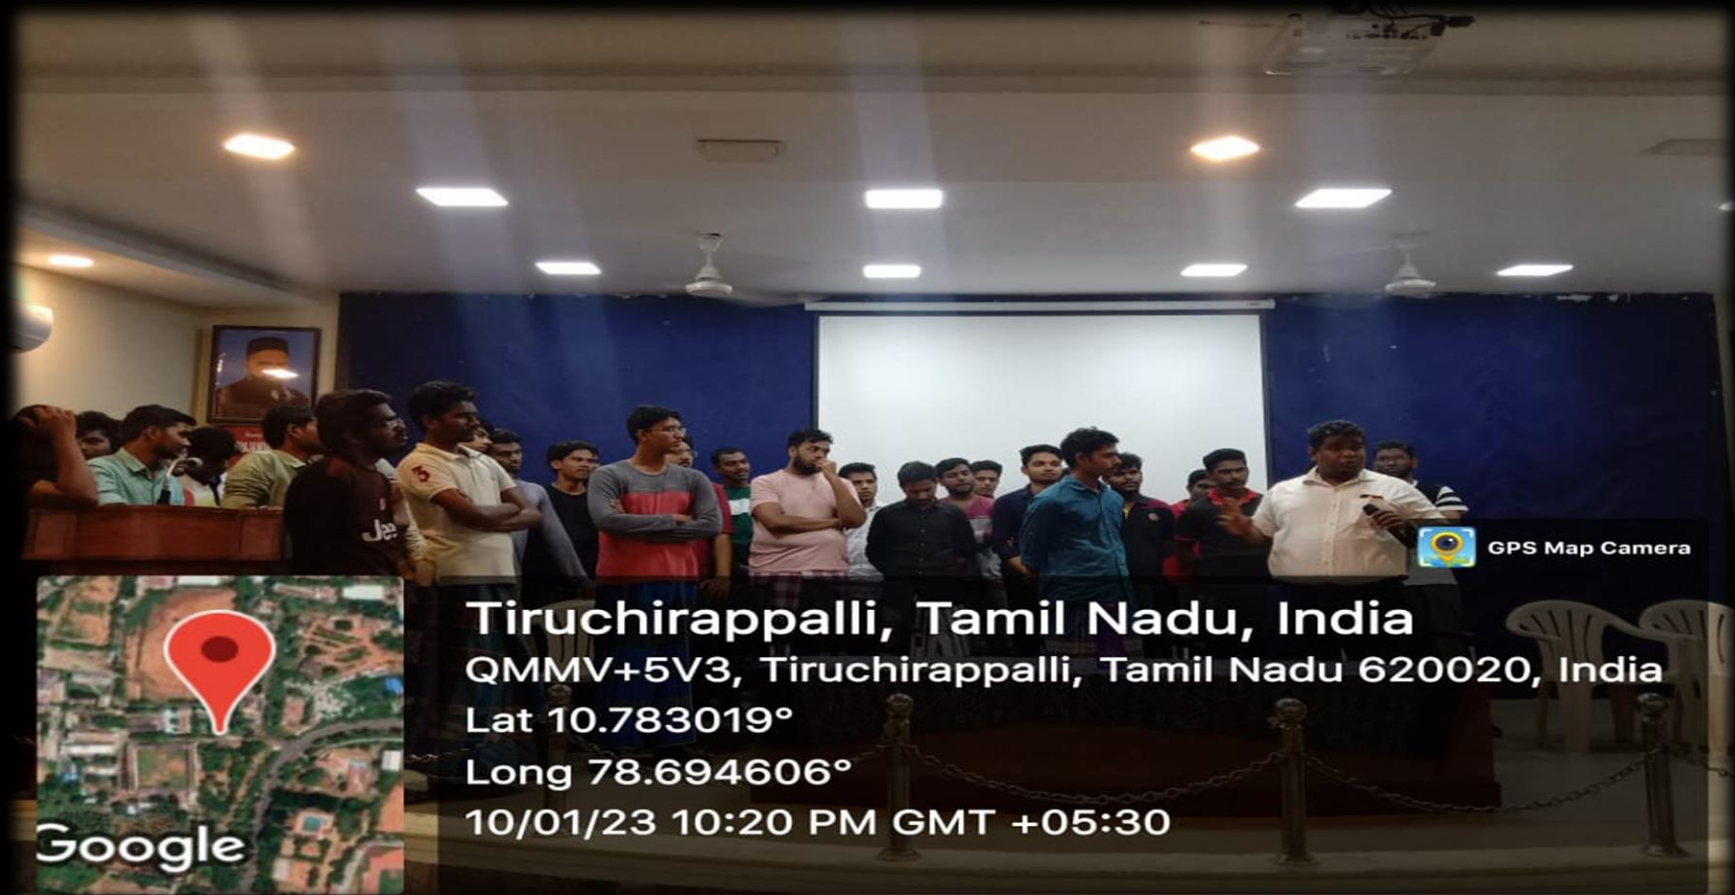 GPS Map Camera
Tiruchirappalli, Tamil Nadu, India
QMMV+5V3, Tiruchirappalli, Tamil Nadu 620020, India
Lat 10.783019°
Long 78.694606°
10/01/23 10:20 PM GMT +05:30
Google